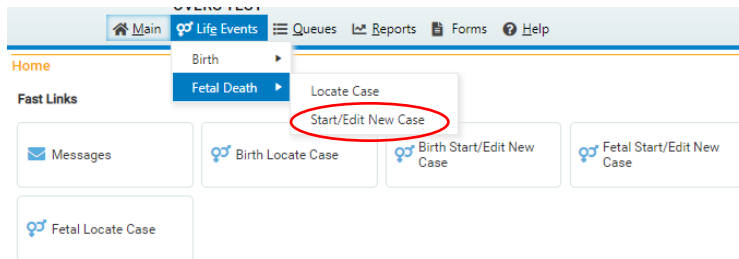 Main Life Events Queues Reports Forms Help
Home
Birth
Fetal Death
Locate Case
Start/Edit New Case
Fast Links
Messages
Birth Locate Case
Birth Start/Edit New
Case
Fetal Start/Edit New
Case
Fetal Locate Case